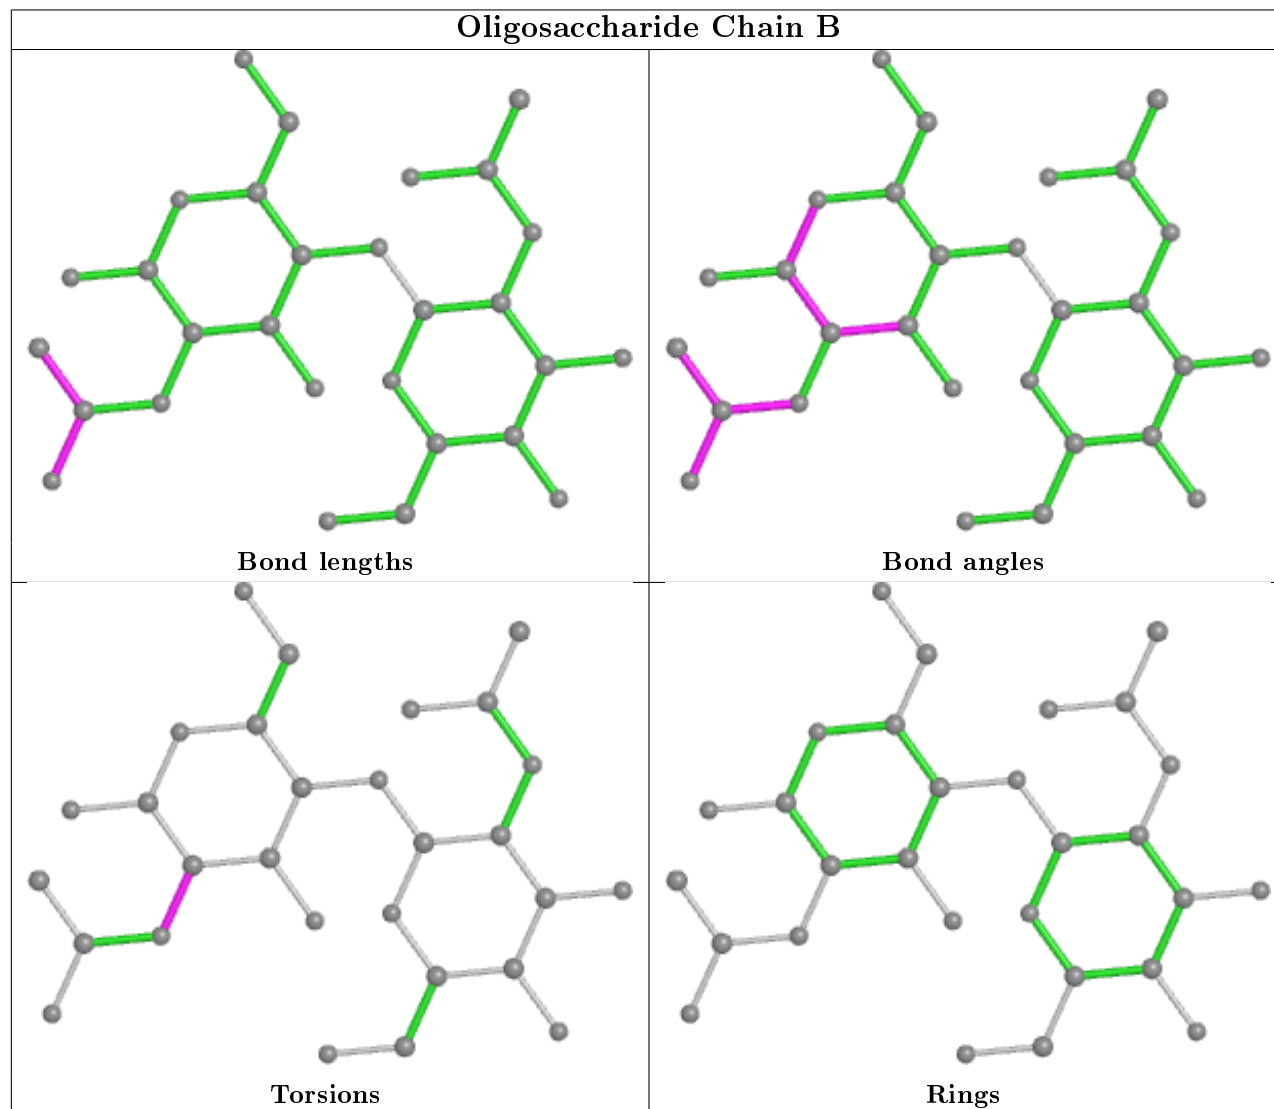 Oligosaccharide Chain B
Bond lengths
Bond angles
Torsions
Rings